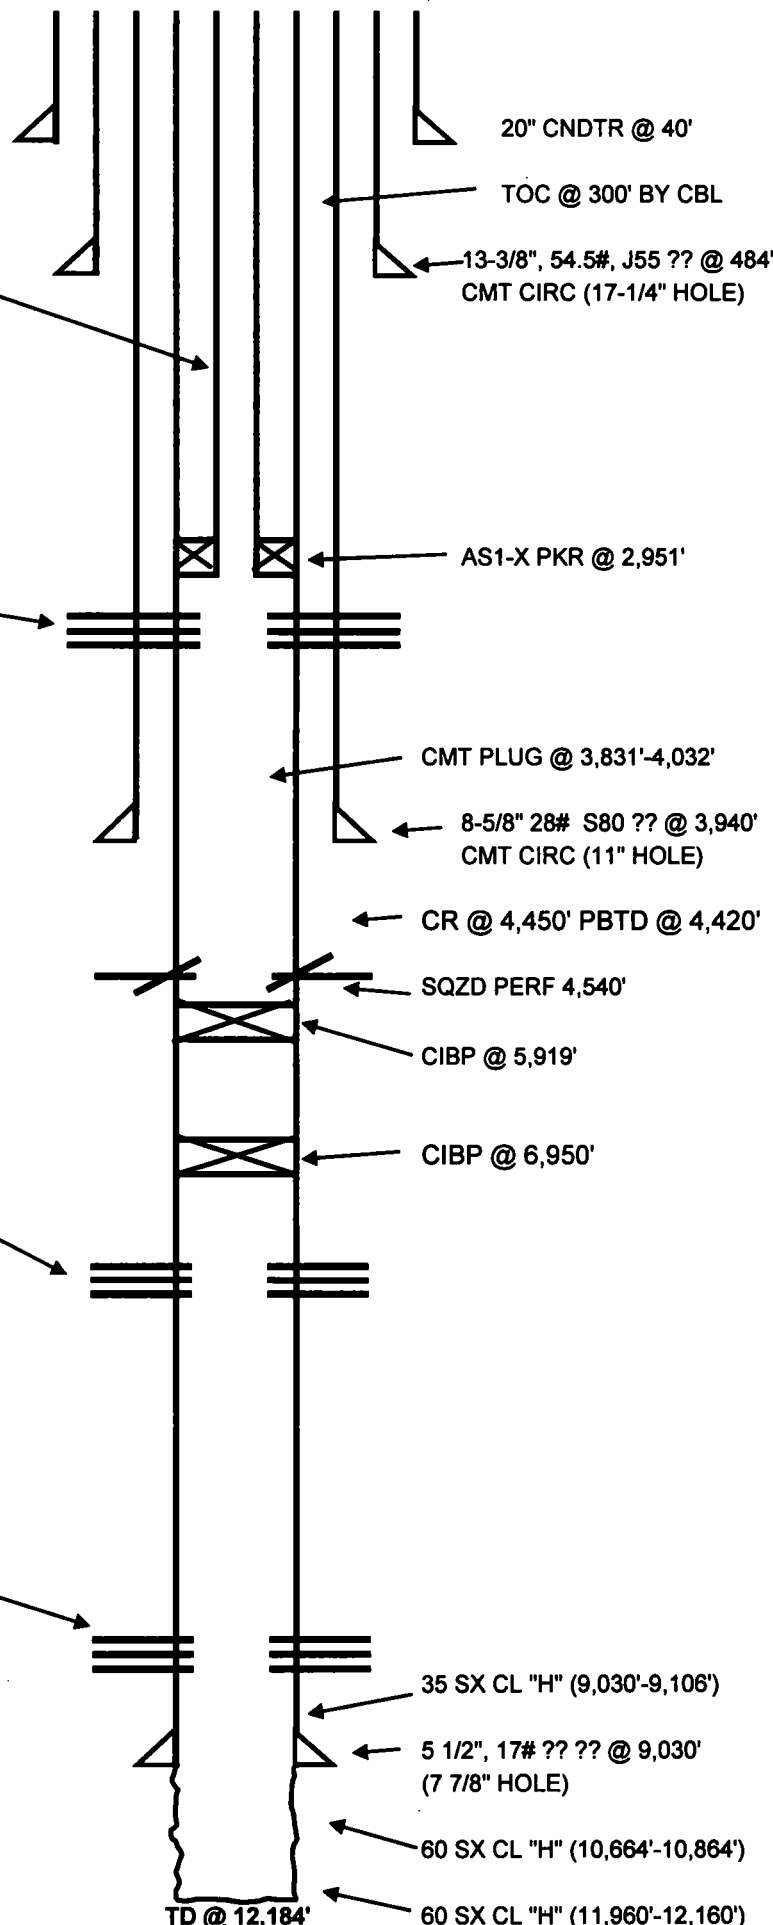 20" CNDTR @ 40'
TOC @ 300' BY CBL
13-3/8", 54.5#, J55 ?? @ 484'
CMT CIRC (17-1/4" HOLE)
AS1-X PKR @ 2,951'
CMT PLUG @ 3,831'-4,032'
8-5/8" 28# S80 ?? @ 3,940'
CMT CIRC (11" HOLE)
CR @ 4,450' PBTD @ 4,420'
SQZD PERF 4,540'
CIBP @ 5,919'
CIBP @ 6,950'
35 SX CL "H" (9,030'-9,106')
5 1/2", 17# ?? ?? @ 9,030'
(7 7/8" HOLE)
60 SX CL "H" (10,664'-10,864')
TD @ 12,184'
60 SX CL "H" (11,960'-12,160')